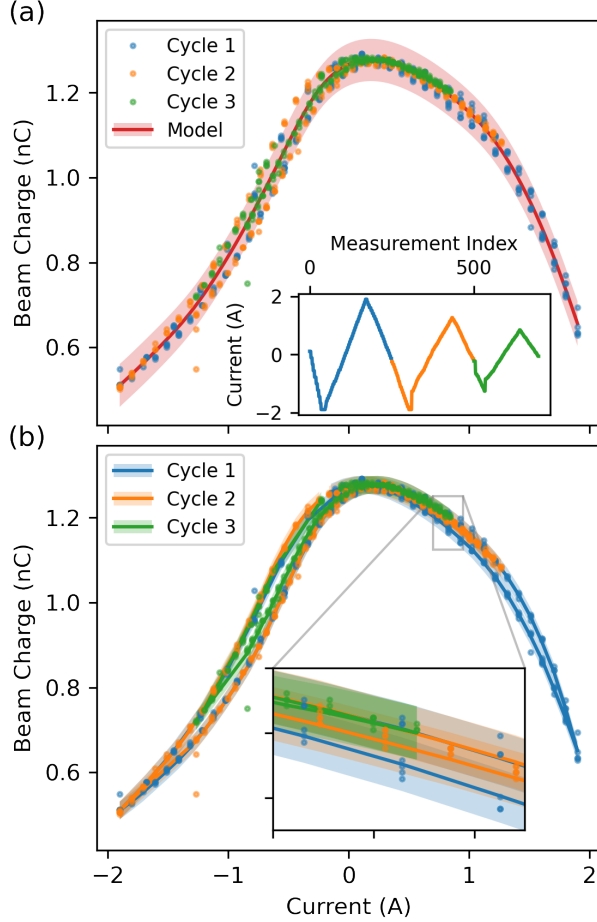 (a)
Cycle 1
Cycle 2
Cycle 3
Model
1.2
1.0
0.8
0.6
Beam Charge (nC)
Measurement Index
0
500
2
0
−2
Current (A)
(b)
Cycle 1
Cycle 2
Cycle 3
1.2
1.0
0.8
0.6
Beam Charge (nC)
−2
−1
0
1
2
Current (A)